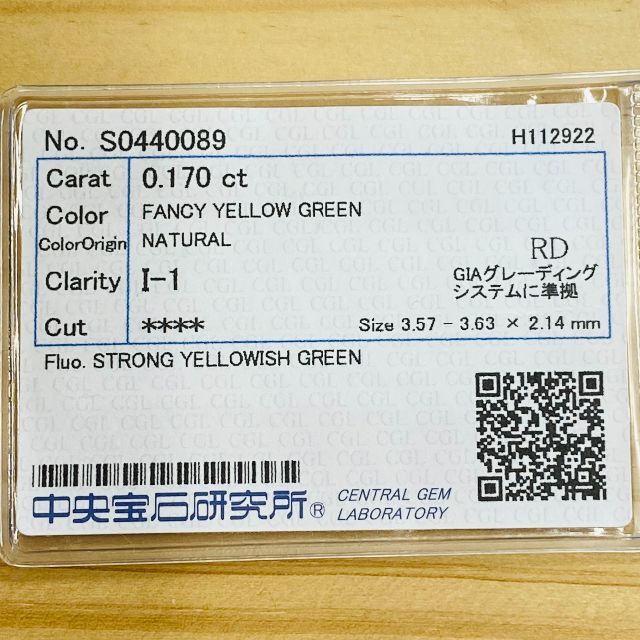 No. S0440089 H112922
Carat 0.170 ct
Color FANCY YELLOW GREEN
ColorOrigin NATURAL
RD
Clarity I-1
GIAグレーディング
システムに準拠
Cut **** Size 3.57 - 3.63 × 2.14 mm
Fluo. STRONG YELLOWISH GREEN
中央宝石研究所® CENTRAL GEM
LABORATORY